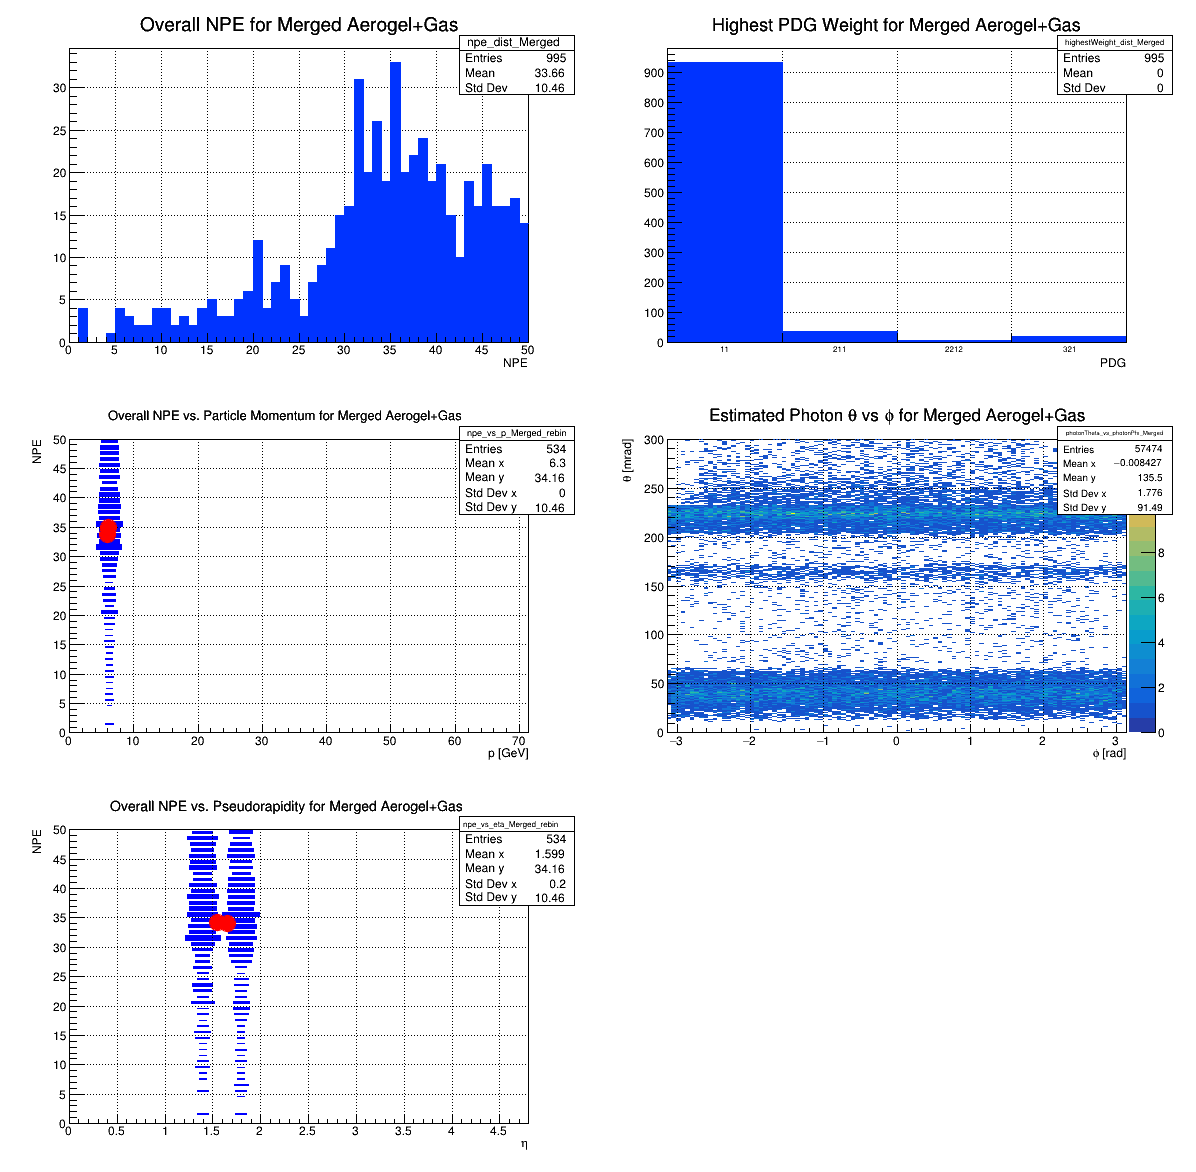 Overall NPE for Merged Aerogel+Gas
npe_dist_Merged
Entries 995
Mean 33.66
Std Dev 10.46
30
25
20
15
10
5
0
0 5 10 15 20 25 30 35 40 45 50
NPE
Highest PDG Weight for Merged Aerogel+Gas
highestWeight_dist_Merged
Entries 995
Mean 0
Std Dev 0
900
800
700
600
500
400
300
200
100
0
11 211 2212 321
PDG
Overall NPE vs. Particle Momentum for Merged Aerogel+Gas
npe_vs_p_Merged_rebin
Entries 534
Mean x 6.3
Mean y 34.16
Std Dev x 0
Std Dev y 10.46
NPE
50
45
40
35
30
25
20
15
10
5
0
0 10 20 30 40 50 60 70
p [GeV]
Estimated Photon θ vs ϕ for Merged Aerogel+Gas
photonTheta_vs_photonPhi_Merged
Entries 57474
Mean x −0.008427
Mean y 135.5
Std Dev x 1.776
Std Dev y 91.49
θ [mrad]
300
250
200
150
100
50
0
−3 −2 −1 0 1 2 3
ϕ [rad]
8
6
4
2
0
Overall NPE vs. Pseudorapidity for Merged Aerogel+Gas
npe_vs_eta_Merged_rebin
Entries 534
Mean x 1.599
Mean y 34.16
Std Dev x 0.2
Std Dev y 10.46
NPE
50
45
40
35
30
25
20
15
10
5
0
0 0.5 1 1.5 2 2.5 3 3.5 4 4.5
η